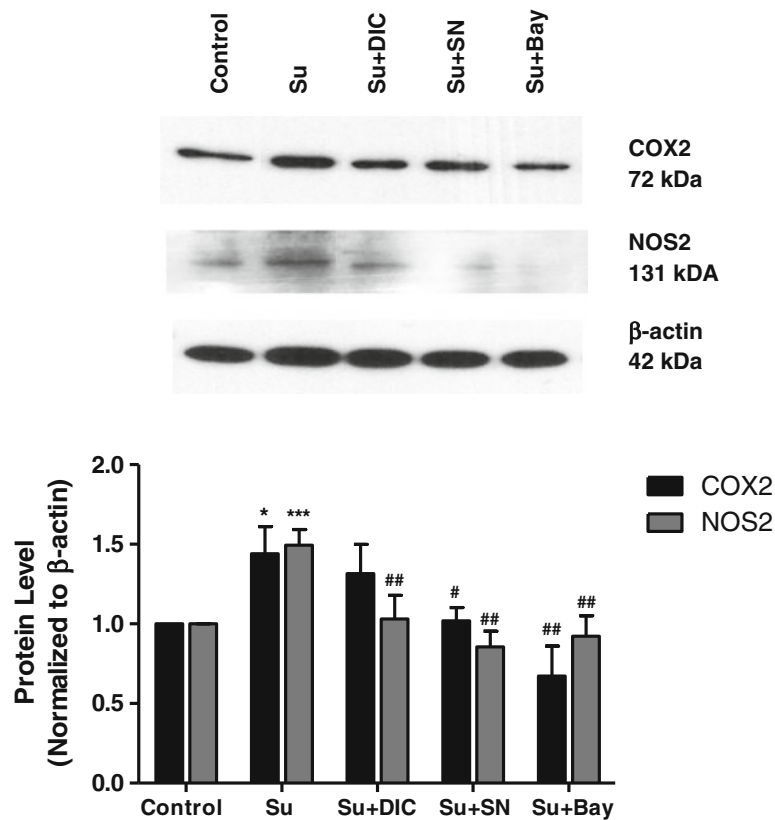 Control Su Su+DIC Su+SN Su+Bay
COX2
72 kDa
NOS2
131 kDA
β-actin
42 kDa
COX2
NOS2
Protein Level
(Normalized to β-actin)
2.0
1.5
1.0
0.5
0.0
* ***
##
# ##
## ##
Control Su Su+DIC Su+SN Su+Bay